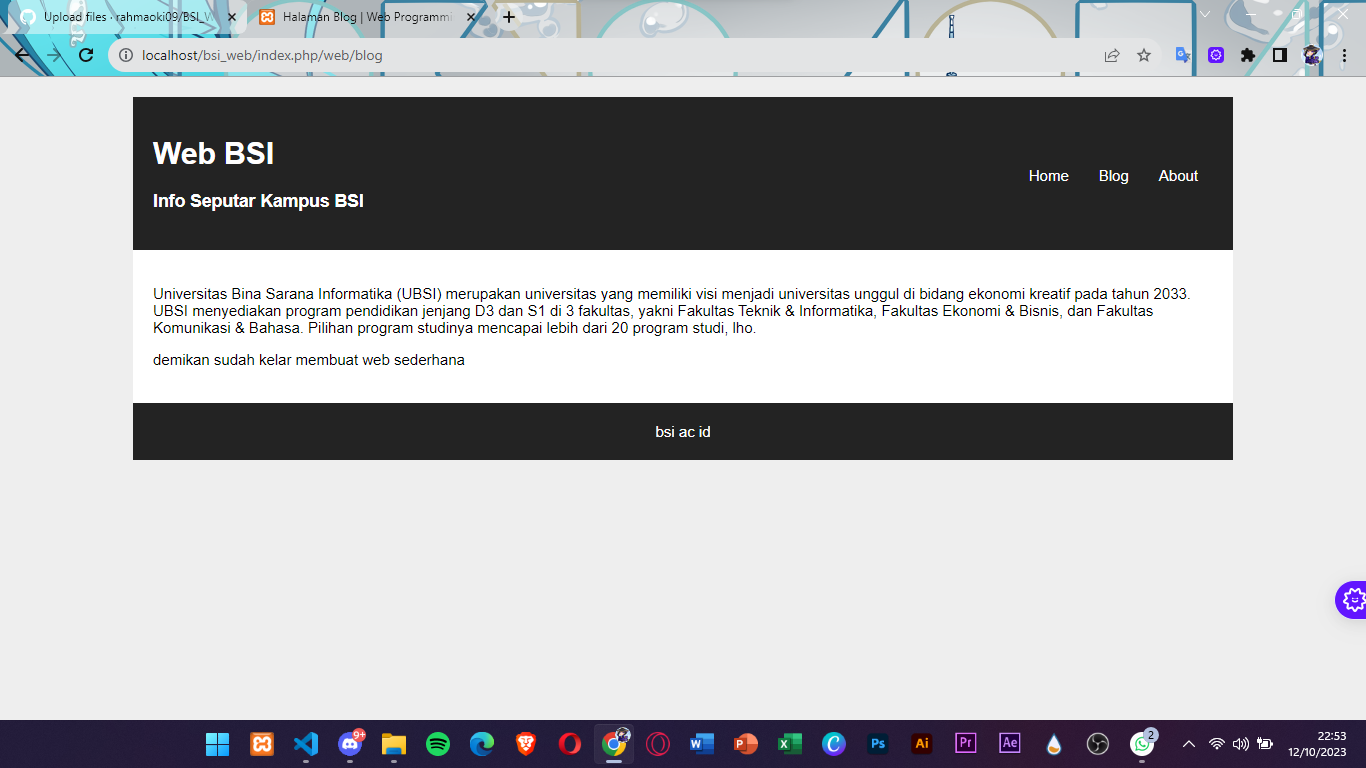 Upload files · rahmaoki09/BSI_W
Halaman Blog | Web Programmi
localhost/bsi_web/index.php/web/blog
Web BSI
Info Seputar Kampus BSI
Home Blog About
Universitas Bina Sarana Informatika (UBSI) merupakan universitas yang memiliki visi menjadi universitas unggul di bidang ekonomi kreatif pada tahun 2033.
UBSI menyediakan program pendidikan jenjang D3 dan S1 di 3 fakultas, yakni Fakultas Teknik & Informatika, Fakultas Ekonomi & Bisnis, dan Fakultas
Komunikasi & Bahasa. Pilihan program studinya mencapai lebih dari 20 program studi, lho.
demikan sudah kelar membuat web sederhana
bsi ac id
9+
Ps
Ai
Pr
Ae
2
22:53
12/10/2023